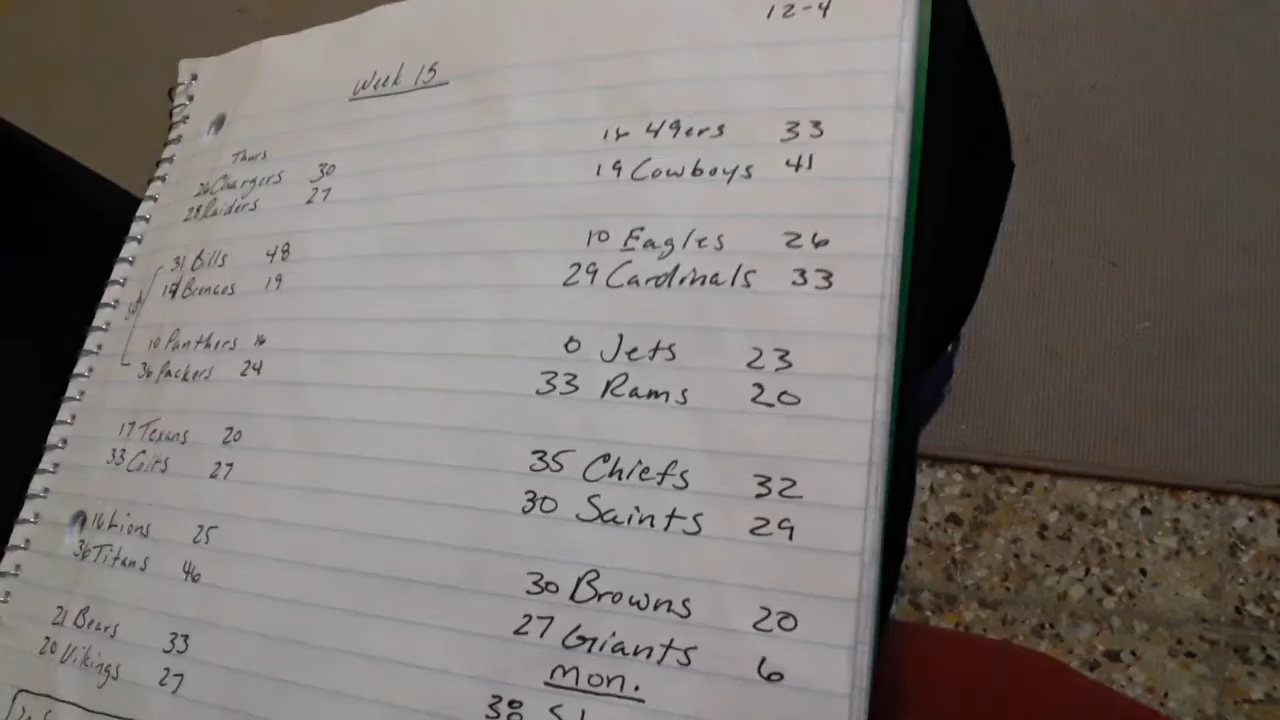 12-4
Week 15
Thurs.
26 Chargers 30
28 Raiders 27
31 Bills 48
19 Broncos 19
10 Panthers 16
36 Packers 24
17 Texans 20
33 Colts 27
16 Lions 25
36 Titans 46
21 Bears 33
20 Vikings 27
49ers 33
19 Cowboys 41
10 Eagles 26
29 Cardinals 33
0 Jets 23
33 Rams 20
35 Chiefs 32
30 Saints 29
30 Browns 20
27 Giants 6
Mon.
38